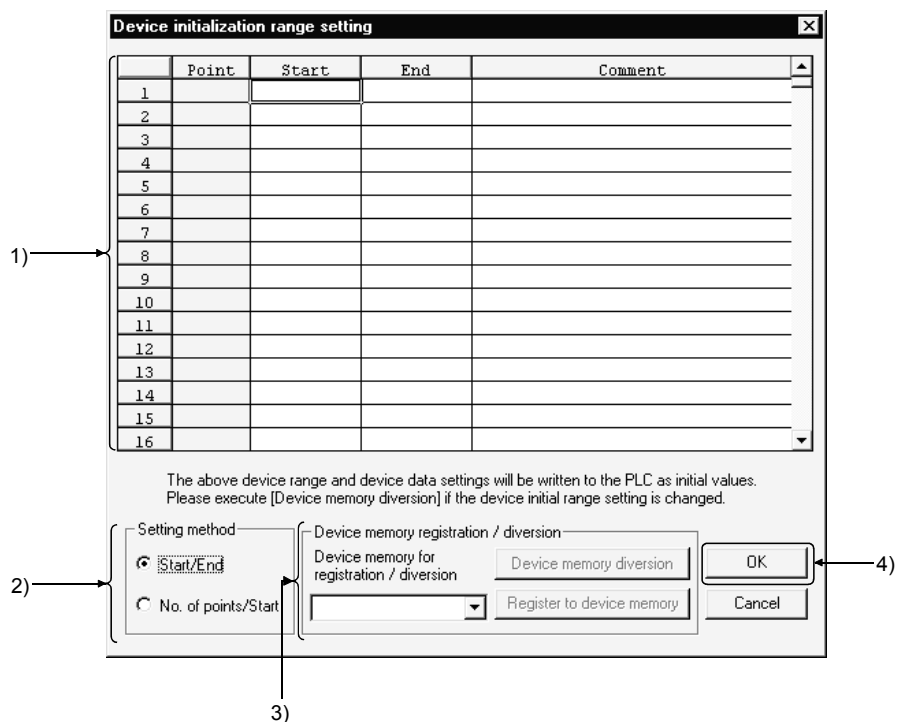 Device initialization range setting
Point Start End Comment
1
2
3
4
5
6
7
1) 8
9
10
11
12
13
14
15
16
The above device range and device data settings will be written to the PLC as initial values.
Please execute [Device memory diversion] if the device initial range setting is changed.
Setting method
Device memory registration / diversion
Start/End
Device memory for
registration / diversion
Device memory diversion
OK
4)
2)
No. of points/Start
Register to device memory
Cancel
3)